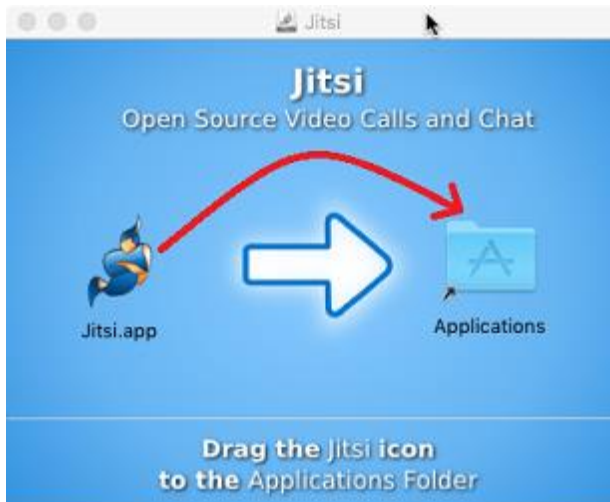 Jitsi
Jitsi
Open Source Video Calls and Chat
Jitsi.app
Applications
Drag the Jitsi icon
to the Applications Folder